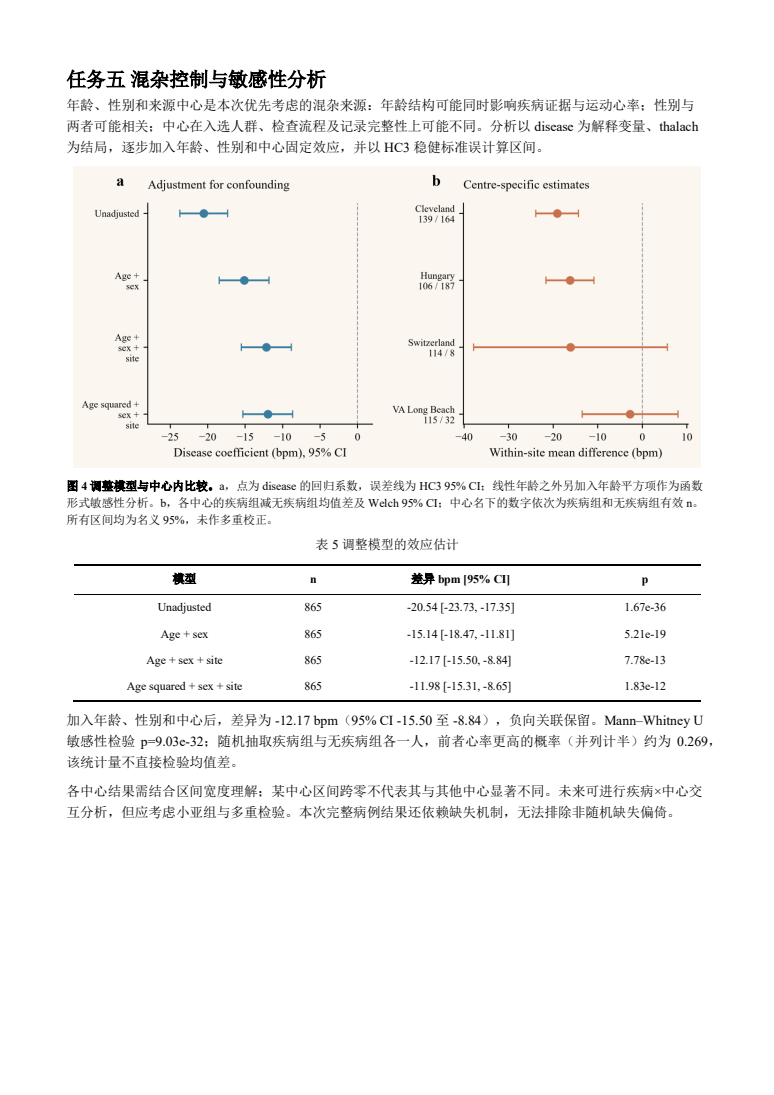 任务五 混杂控制与敏感性分析
年龄、性别和来源中心是本次优先考虑的混杂来源：年龄结构可能同时影响疾病证据与运动心率；性别与
两者可能相关；中心在入选人群、检查流程及记录完整性上可能不同。分析以 disease 为解释变量、thalach
为结局，逐步加入年龄、性别和中心固定效应，并以 HC3 稳健标准误计算区间。
a Adjustment for confounding
Unadjusted
Age +
sex
Age +
sex +
site
Age squared +
sex +
site
−25 −20 −15 −10 −5 0
Disease coefficient (bpm), 95% CI
b Centre-specific estimates
Cleveland
139 / 164
Hungary
106 / 187
Switzerland
114 / 8
VA Long Beach
115 / 32
−40 −30 −20 −10 0 10
Within-site mean difference (bpm)
图 4 调整模型与中心内比较。a，点为 disease 的回归系数，误差线为 HC3 95% CI；线性年龄之外另加入年龄平方项作为函数
形式敏感性分析。b，各中心的疾病组减无疾病组均值差及 Welch 95% CI；中心名下的数字依次为疾病组和无疾病组有效 n。
所有区间均为名义 95%，未作多重校正。
表 5 调整模型的效应估计
模型 n 差异 bpm [95% CI] p
Unadjusted 865 -20.54 [-23.73, -17.35] 1.67e-36
Age + sex 865 -15.14 [-18.47, -11.81] 5.21e-19
Age + sex + site 865 -12.17 [-15.50, -8.84] 7.78e-13
Age squared + sex + site 865 -11.98 [-15.31, -8.65] 1.83e-12
加入年龄、性别和中心后，差异为 -12.17 bpm（95% CI -15.50 至 -8.84），负向关联保留。Mann–Whitney U
敏感性检验 p=9.03e-32；随机抽取疾病组与无疾病组各一人，前者心率更高的概率（并列计半）约为 0.269，
该统计量不直接检验均值差。
各中心结果需结合区间宽度理解；某中心区间跨零不代表其与其他中心显著不同。未来可进行疾病×中心交
互分析，但应考虑小亚组与多重检验。本次完整病例结果还依赖缺失机制，无法排除非随机缺失偏倚。